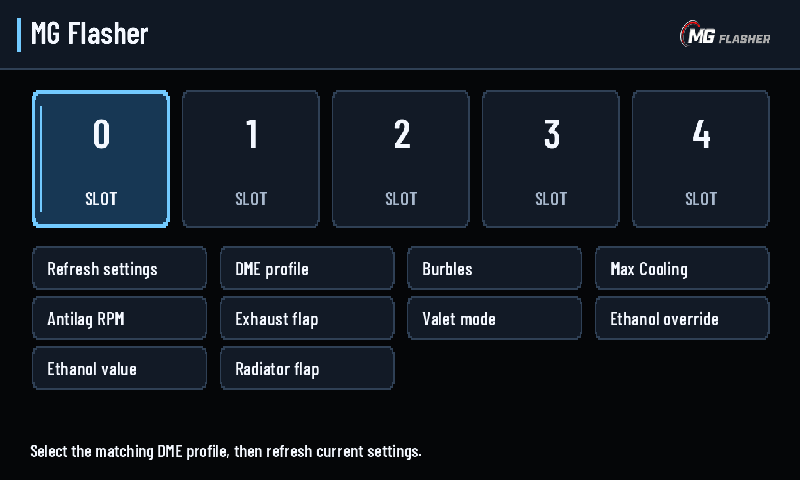 MG Flasher
MG FLASHER
0
1
2
3
4
SLOT
SLOT
SLOT
SLOT
SLOT
Refresh settings
DME profile
Burbles
Max Cooling
Antilag RPM
Exhaust flap
Valet mode
Ethanol override
Ethanol value
Radiator flap
Select the matching DME profile, then refresh current settings.